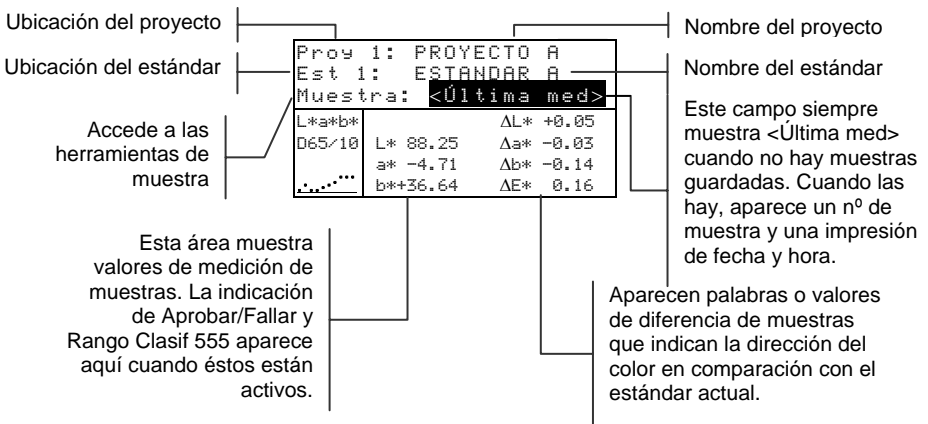 Ubicación del proyecto
Nombre del proyecto
Proy 1: PROYECTO A
Ubicación del estándar
Est 1: ESTANDAR A
Nombre del estándar
Muestra: <Última med>
Accede a las
herramientas de
muestra
L*a*b*
D65/10
L* 88.25
a* -4.71
b*+36.64
ΔL* +0.05
Δa* -0.03
Δb* -0.14
ΔE* 0.16
Este campo siempre
muestra <Última med>
cuando no hay muestras
guardadas. Cuando las
hay, aparece un nº de
muestra y una impresión
de fecha y hora.
Esta área muestra
valores de medición de
muestras. La indicación
de Aprobar/Fallar y
Rango Clasif 555 aparece
aquí cuando éstos están
activos.
Aparecen palabras o valores
de diferencia de muestras
que indican la dirección del
color en comparación con el
estándar actual.